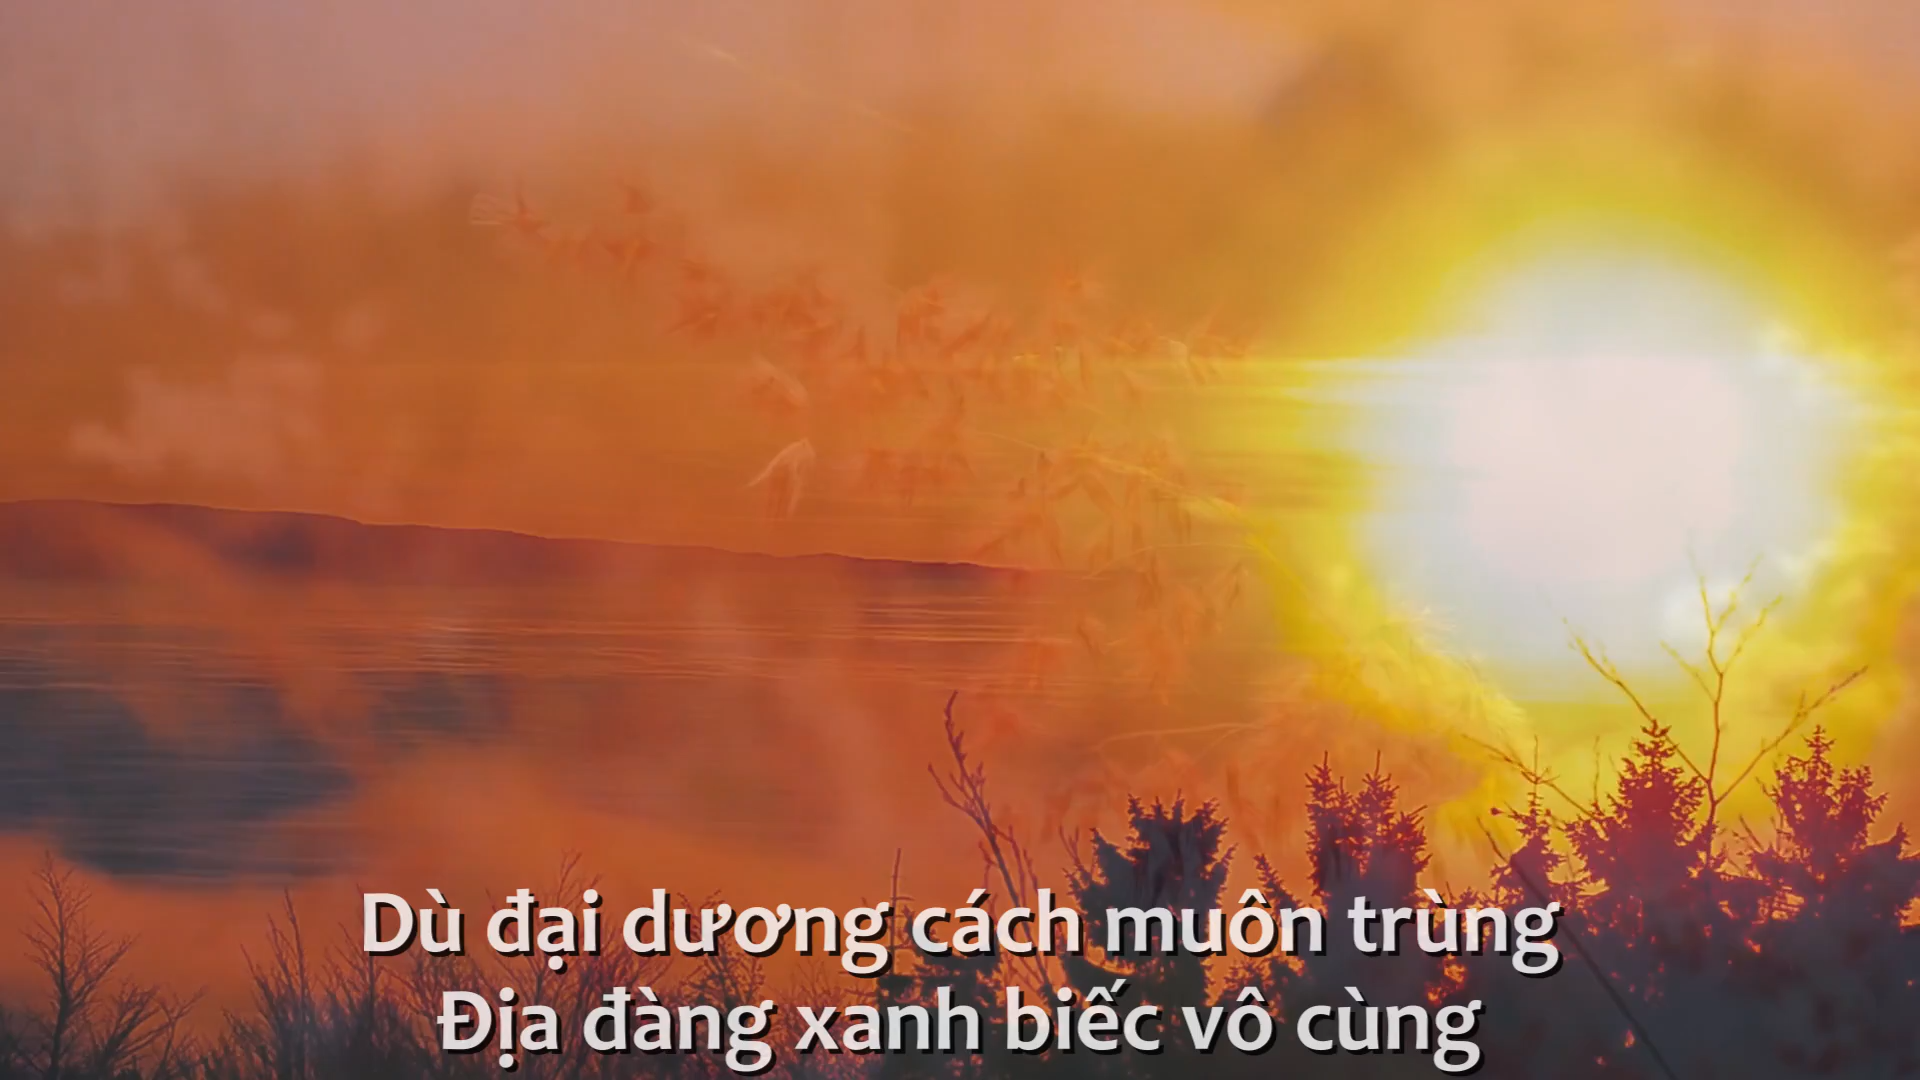 Dù đại dương cách muôn trùng
Địa đàng xanh biếc vô cùng